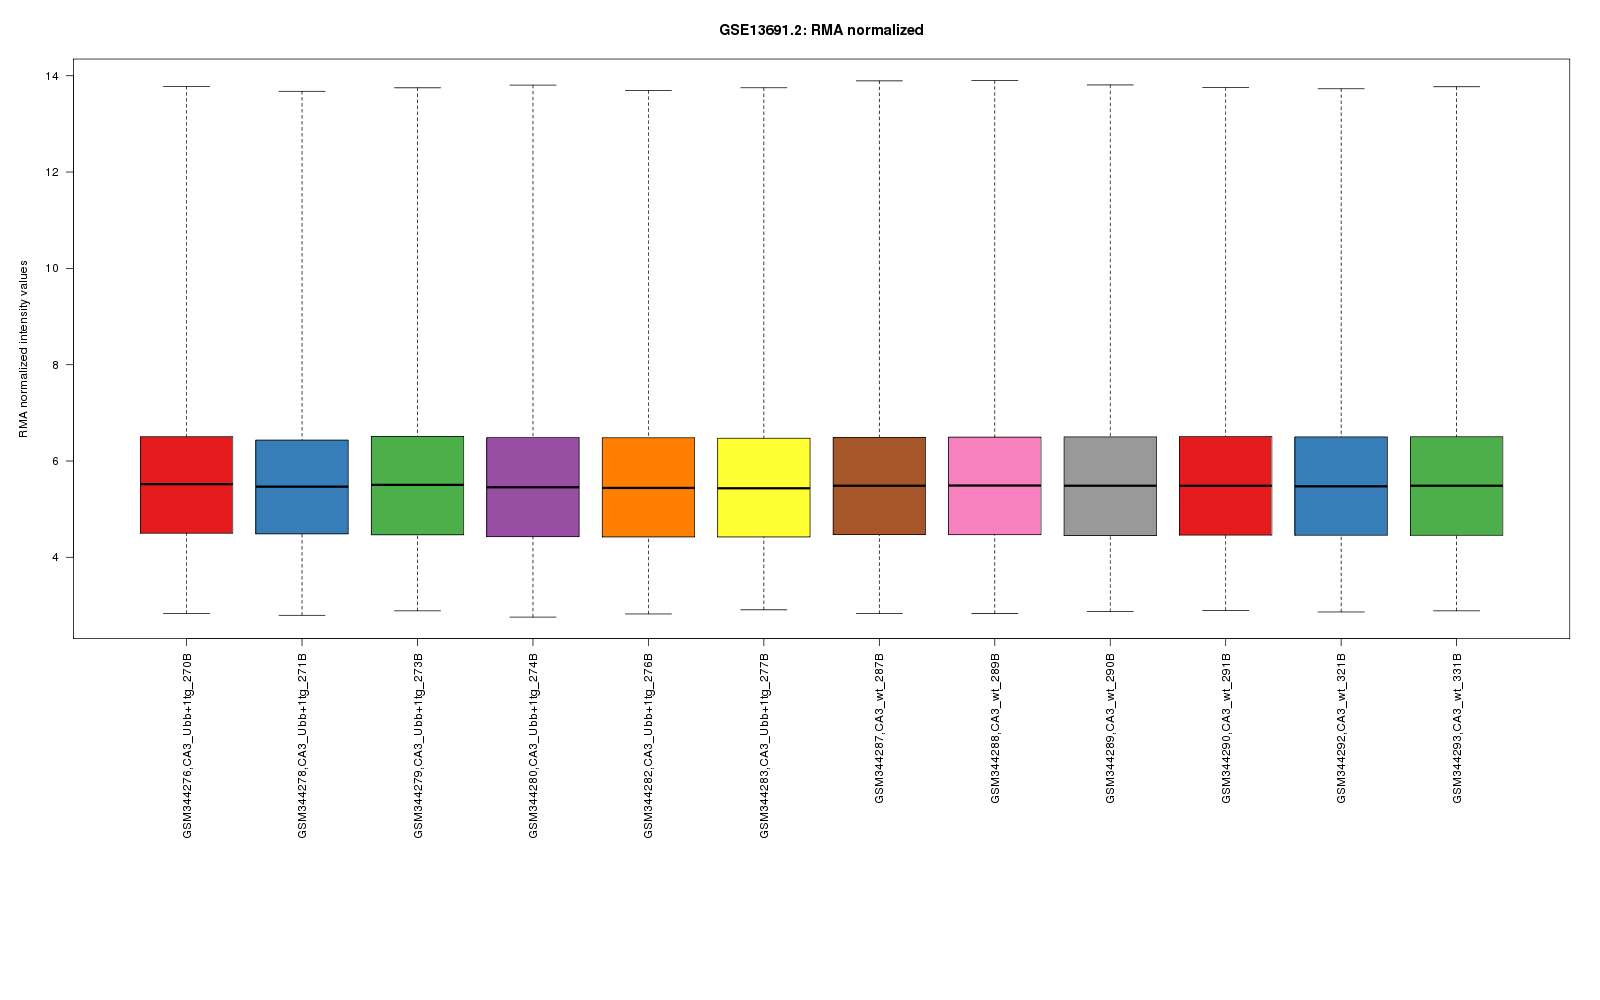 GSE13691.2: RMA normalized
RMA normalized intensity values
14
12
10
8
6
4
GSM344276,CA3_Ubb+1tg_270B
GSM344278,CA3_Ubb+1tg_271B
GSM344279,CA3_Ubb+1tg_273B
GSM344280,CA3_Ubb+1tg_274B
GSM344282,CA3_Ubb+1tg_276B
GSM344283,CA3_Ubb+1tg_277B
GSM344287,CA3_wt_287B
GSM344288,CA3_wt_289B
GSM344289,CA3_wt_290B
GSM344290,CA3_wt_291B
GSM344292,CA3_wt_321B
GSM344293,CA3_wt_331B